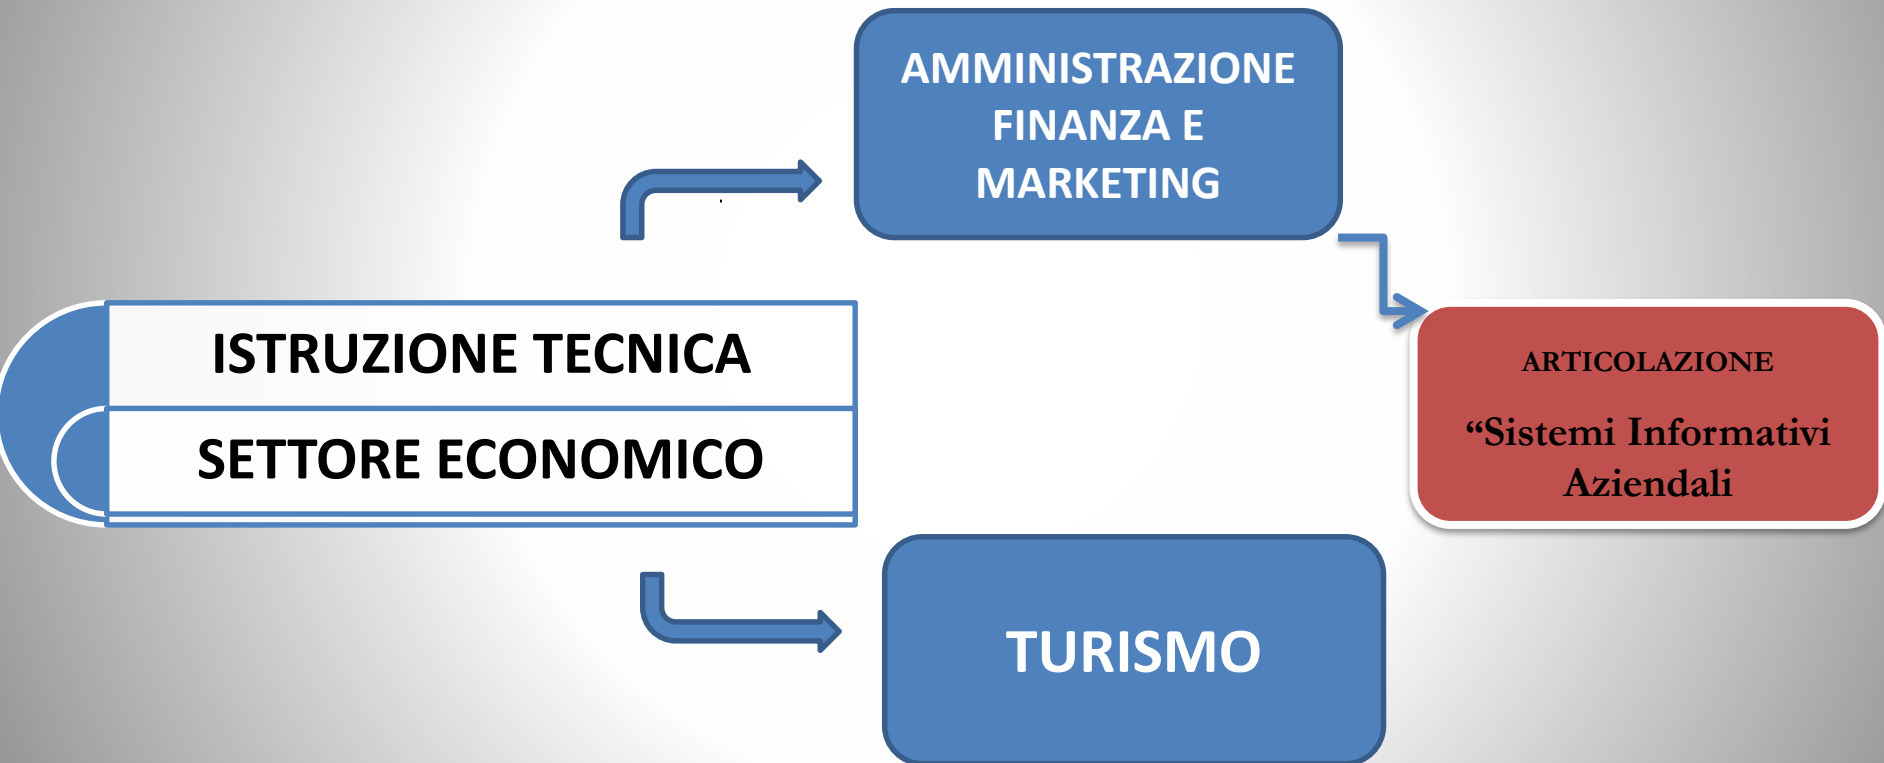 AMMINISTRAZIONE
FINANZA E
MARKETING
ISTRUZIONE TECNICA
SETTORE ECONOMICO
ARTICOLAZIONE
“Sistemi Informativi
Aziendali
TURISMO